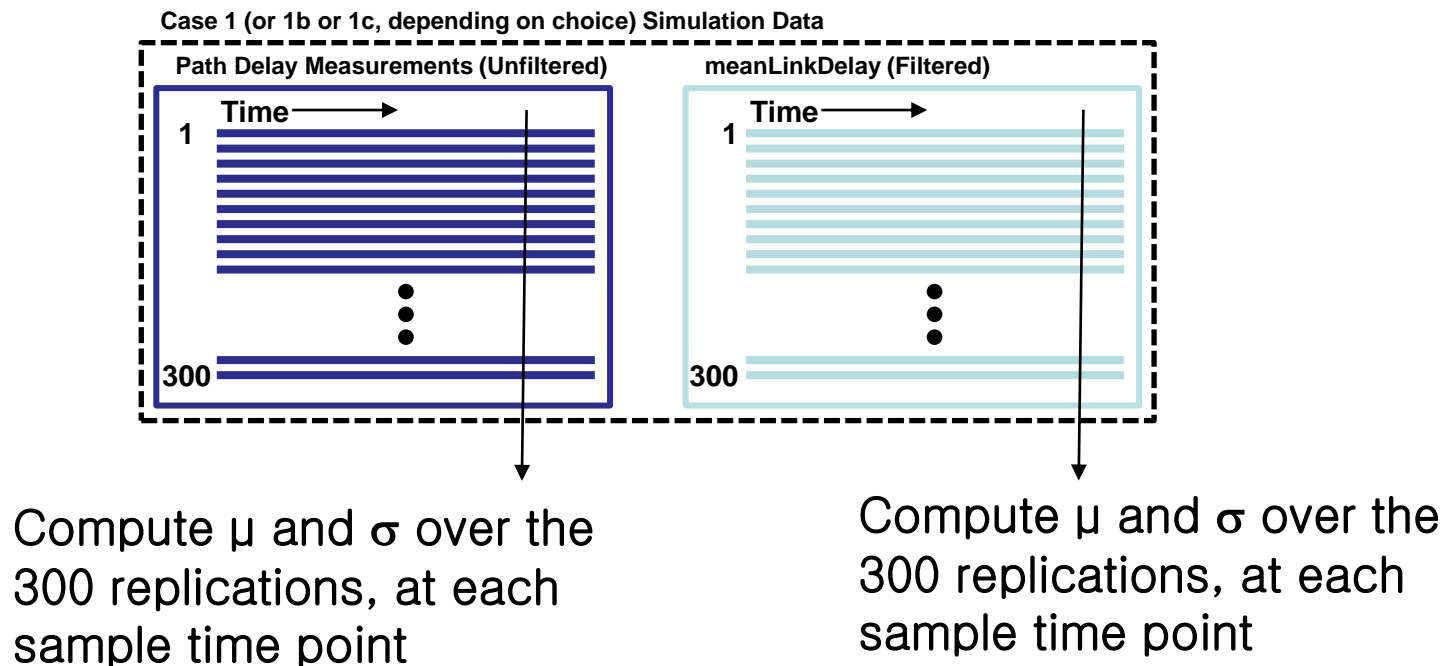 Case 1 (or 1b or 1c, depending on choice) Simulation Data
Path Delay Measurements (Unfiltered)
Time
1
300
meanLinkDelay (Filtered)
Time
1
300
Compute μ and σ over the
300 replications, at each
sample time point
Compute μ and σ over the
300 replications, at each
sample time point